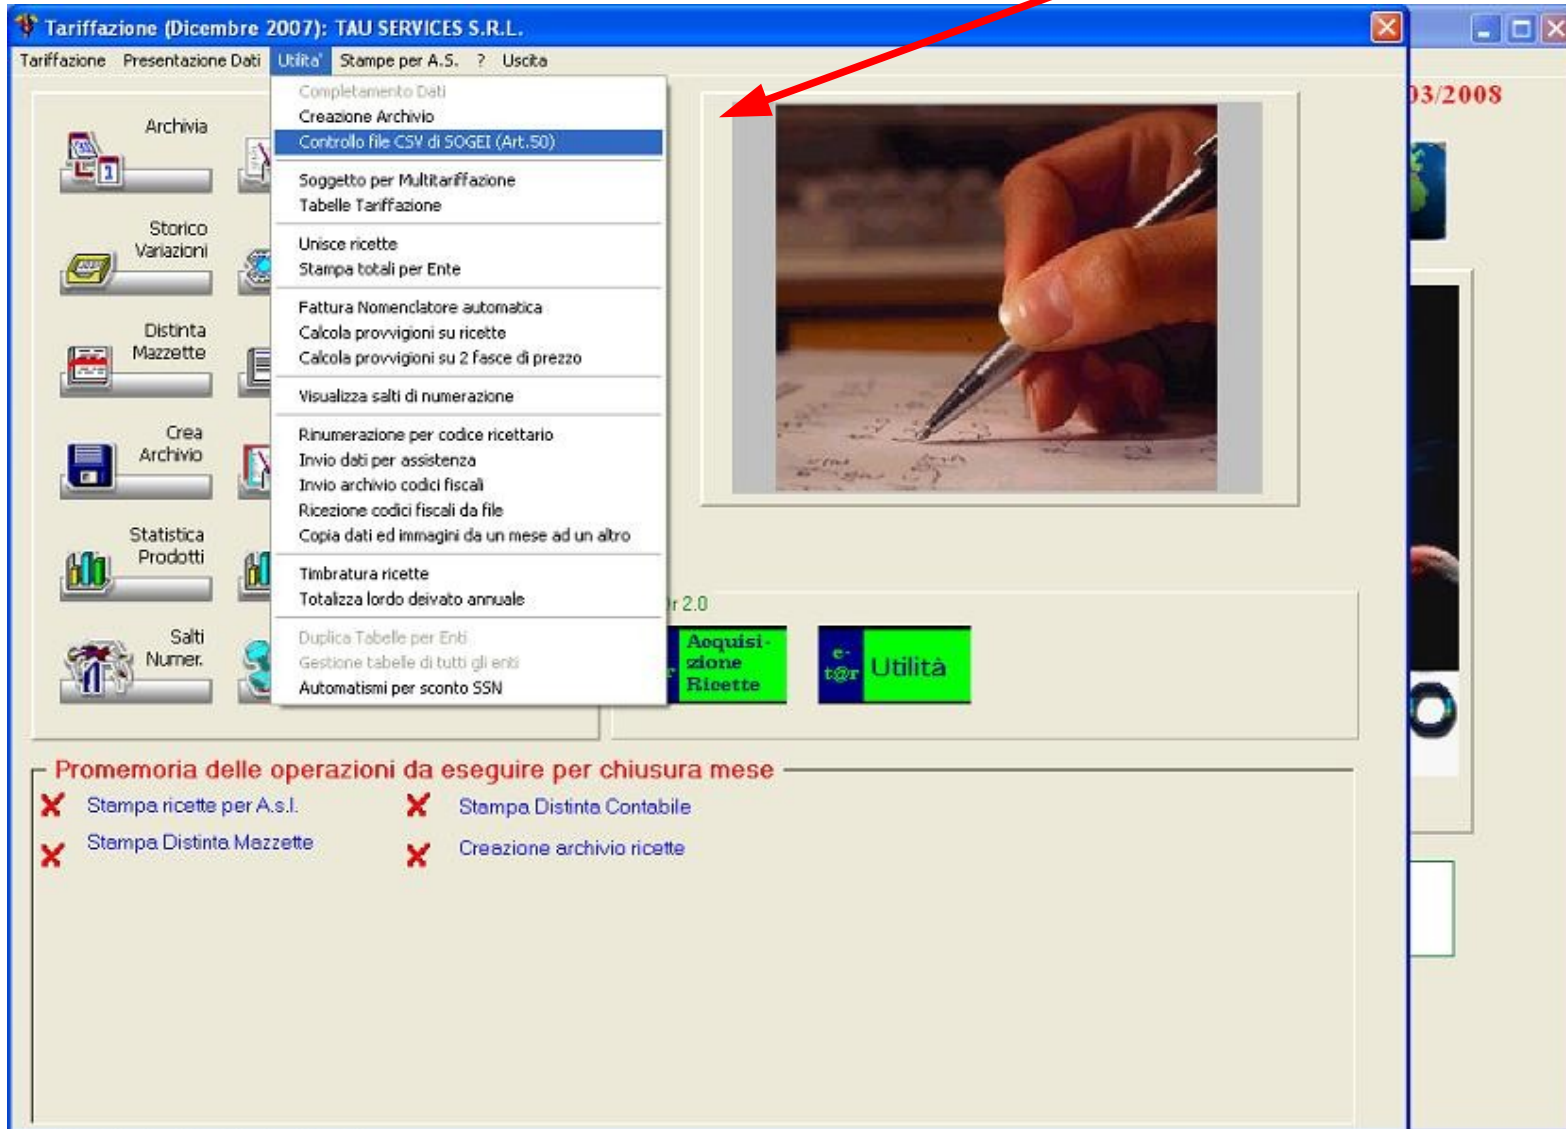 Tariffazione (Dicembre 2007): TAU SERVICES S.R.L.
Tariffazione Presentazione Dati Utilita' Stampe per A.S. ? Uscita
03/2008
Archivia
Storico
Variazioni
Distinta
Mazzette
Crea
Archivio
Statistica
Prodotti
Salti
Numer.
Completamento Dati
Creazione Archivio
Controllo file CSV di SOGEI (Art.50)
Soggetto per Multitariffazione
Tabelle Tariffazione
Unisce ricette
Stampa totali per Ente
Fattura Nomenclatore automatica
Calcola provvigioni su ricette
Calcola provvigioni su 2 fasce di prezzo
Visualizza salti di numerazione
Rinumerazione per codice ricettario
Invio dati per assistenza
Invio archivio codici fiscali
Ricezione codici fiscali da file
Copia dati ed immagini da un mese ad un altro
Timbratura ricette
Totalizza lordo deivato annuale
Duplica Tabelle per Enti
Gestione tabelle di tutti gli enti
Automatismi per sconto SSN
r 2.0
Acquisi-
zione
Ricette
e-
t@r
Utilità
Promemoria delle operazioni da eseguire per chiusura mese
Stampa ricette per A.s.l.
Stampa Distinta Contabile
Stampa Distinta Mazzette
Creazione archivio ricette